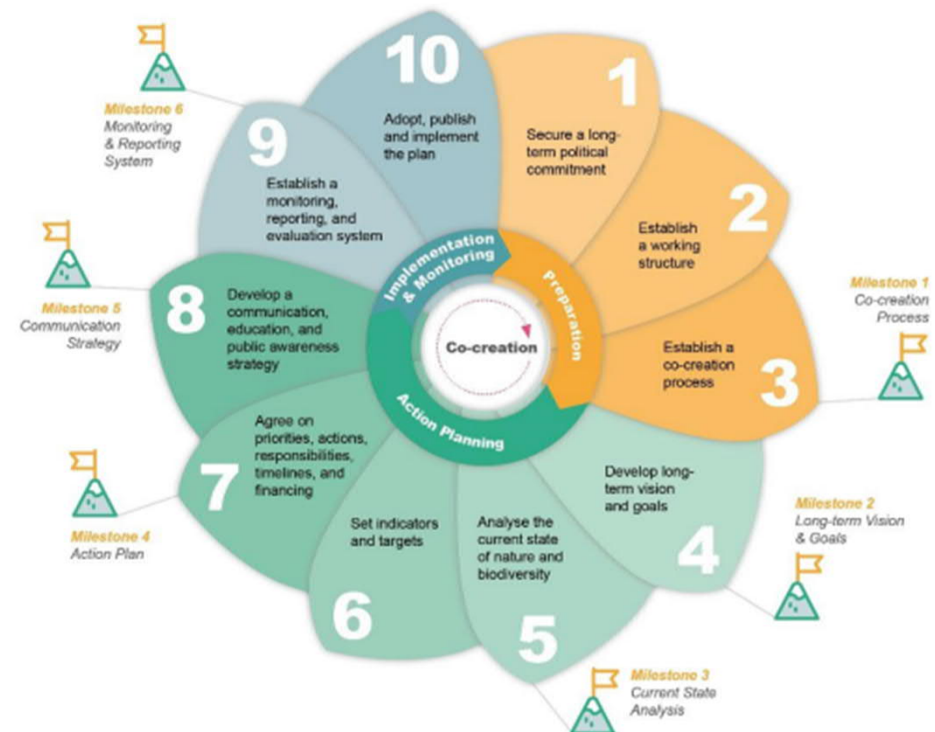 10
Adopt, publish
and implement
the plan
1
Secure a long-
term political
commitment
2
Establish
a working
structure
3
Establish a
co-creation
process
4
Develop long-
term vision
and goals
5
Analyse the
current state
of nature and
biodiversity
6
Set indicators
and targets
7
Agree on
priorities, actions,
responsibilities,
timelines, and
financing
8
Develop a
communication,
education, and
public awareness
strategy
9
Establish a
monitoring,
reporting, and
evaluation system
Implementation
& Monitoring
Preparation
Action Planning
Co-creation
Milestone 1
Co-creation
Process
Milestone 2
Long-term Vision
& Goals
Milestone 3
Current State
Analysis
Milestone 4
Action Plan
Milestone 5
Communication
Strategy
Milestone 6
Monitoring
& Reporting
System